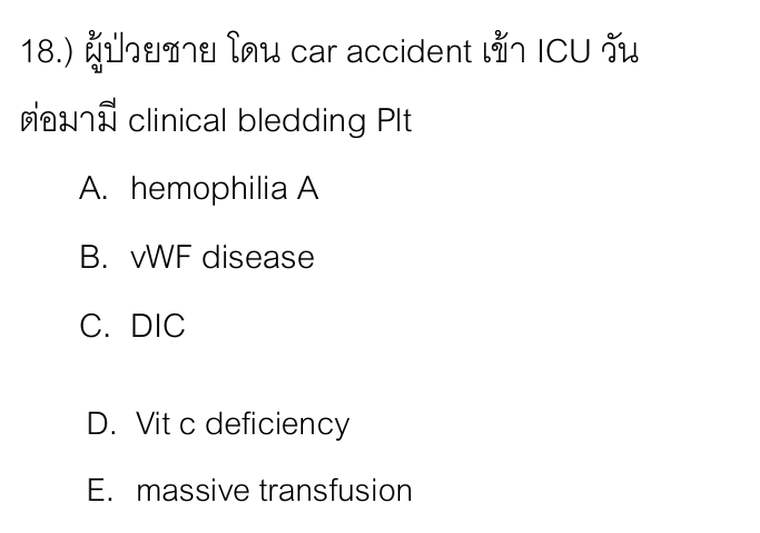 18.) ผู้ป่วยชาย โดน car accident เข้า ICU วัน
ต่อมามี clinical bledding Plt
A. hemophilia A
B. vWF disease
C. DIC
D. Vit c deficiency
E. massive transfusion